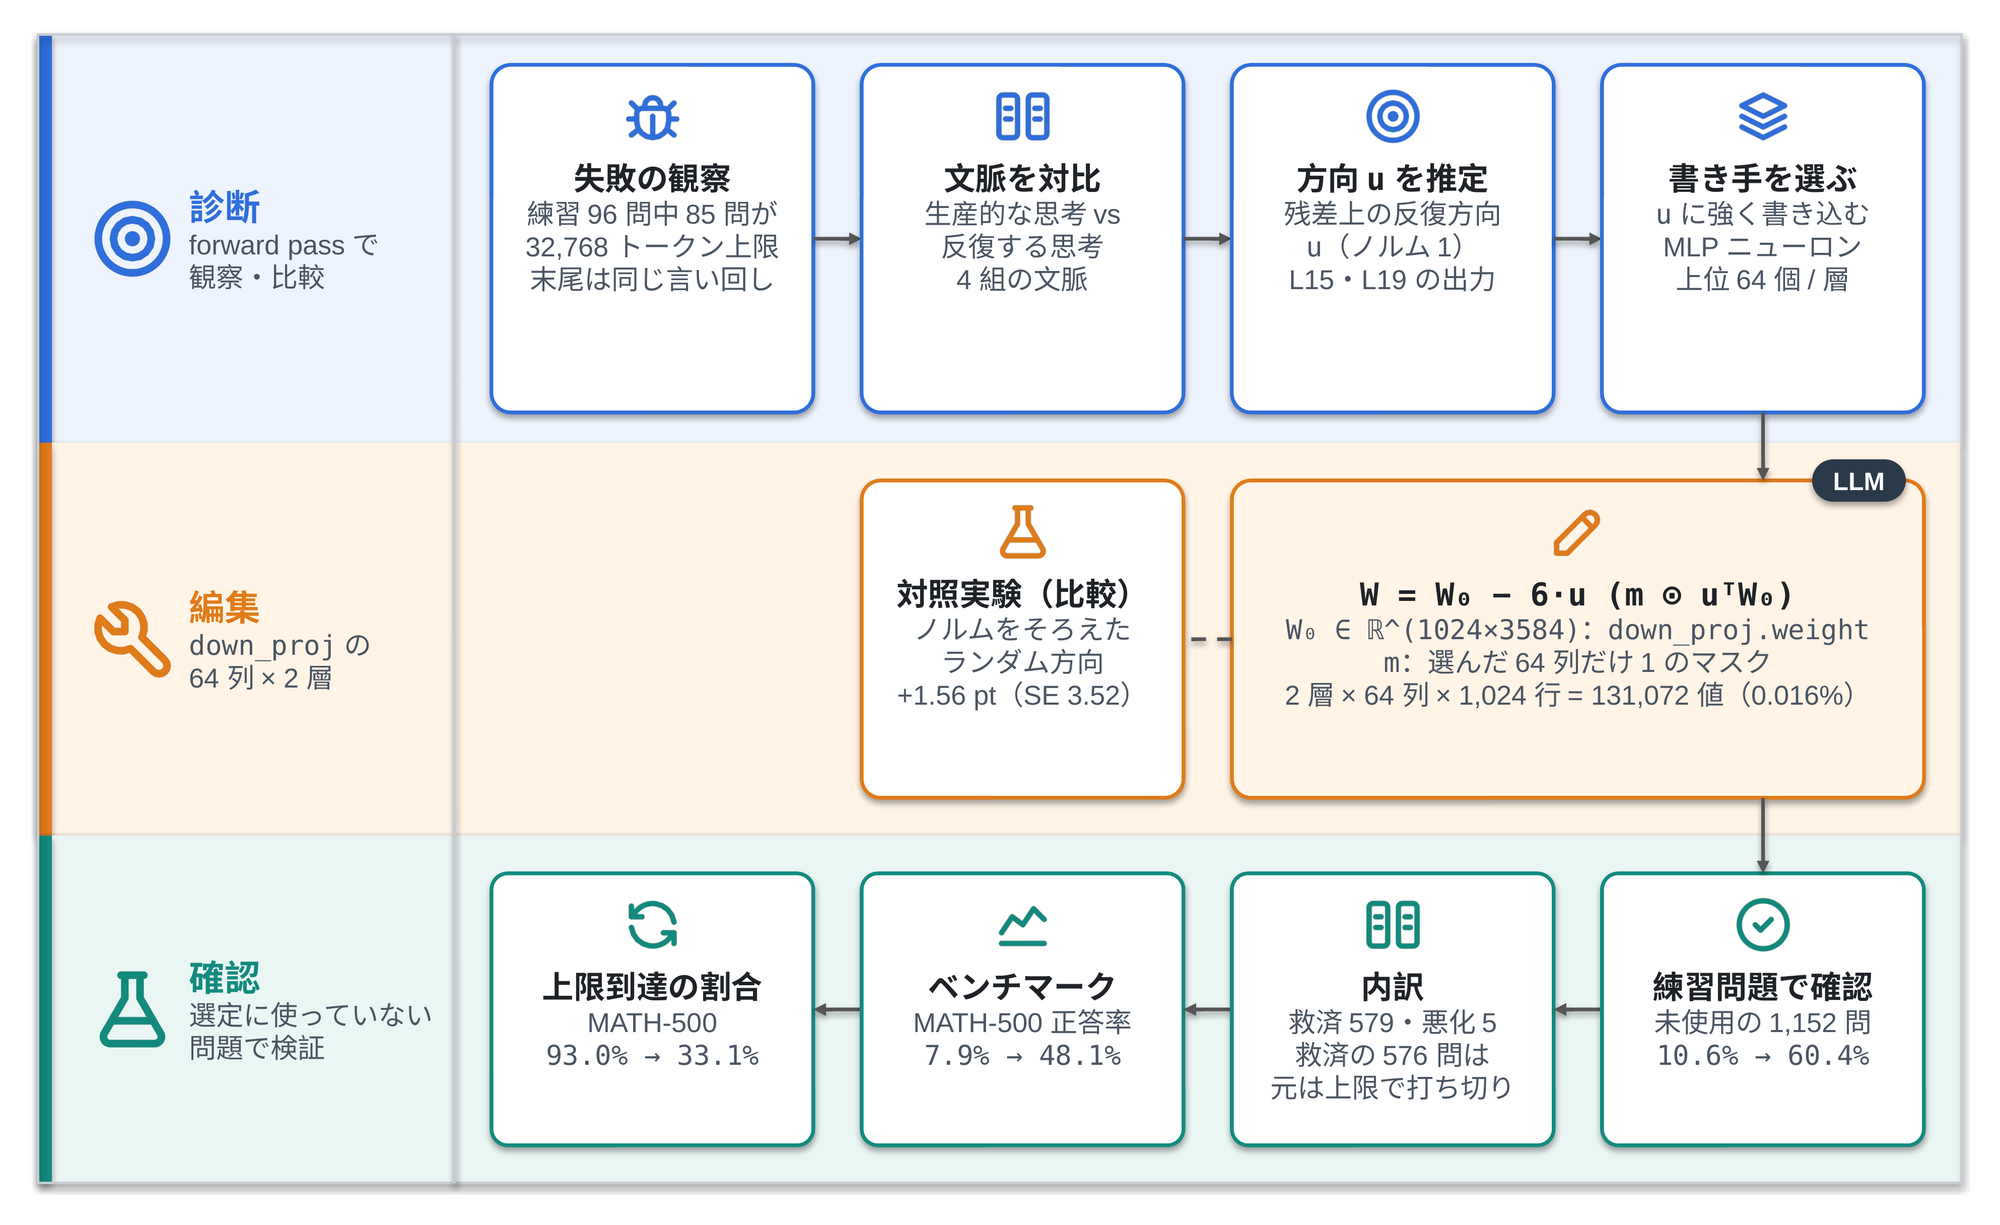 診断
forward pass で
観察・比較
失敗の観察
練習 96 問中 85 問が
32,768 トークン上限
末尾は同じ言い回し
文脈を対比
生産的な思考 vs
反復する思考
4 組の文脈
方向 u を推定
残差上の反復方向
u（ノルム 1）
L15・L19 の出力
書き手を選ぶ
u に強く書き込む
MLP ニューロン
上位 64 個 / 層
編集
down_proj の
64 列 × 2 層
対照実験（比較）
ノルムをそろえた
ランダム方向
+1.56 pt（SE 3.52）
LLM
W = W₀ − 6·u (m ⊙ uᵀW₀)
W₀ ∈ ℝ^(1024×3584): down_proj.weight
m: 選んだ 64 列だけ 1 のマスク
2 層 × 64 列 × 1,024 行 = 131,072 値（0.016%）
確認
選定に使っていない
問題で検証
上限到達の割合
MATH-500
93.0% → 33.1%
ベンチマーク
MATH-500 正答率
7.9% → 48.1%
内訳
救済 579・悪化 5
救済の 576 問は
元は上限で打ち切り
練習問題で確認
未使用の 1,152 問
10.6% → 60.4%